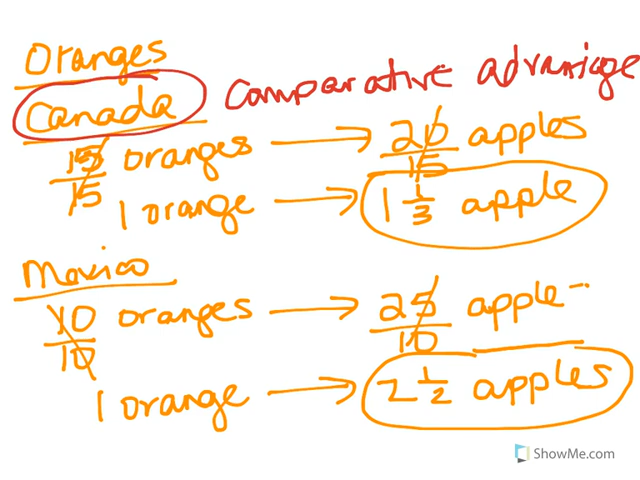 Oranges
Canada comparative advantage
15 oranges → 20 apples
15 15
1 orange → 1 1/3 apple
Mexico
10 oranges → 25 apple
10 10
1 orange → 2 1/2 apples
ShowMe.com